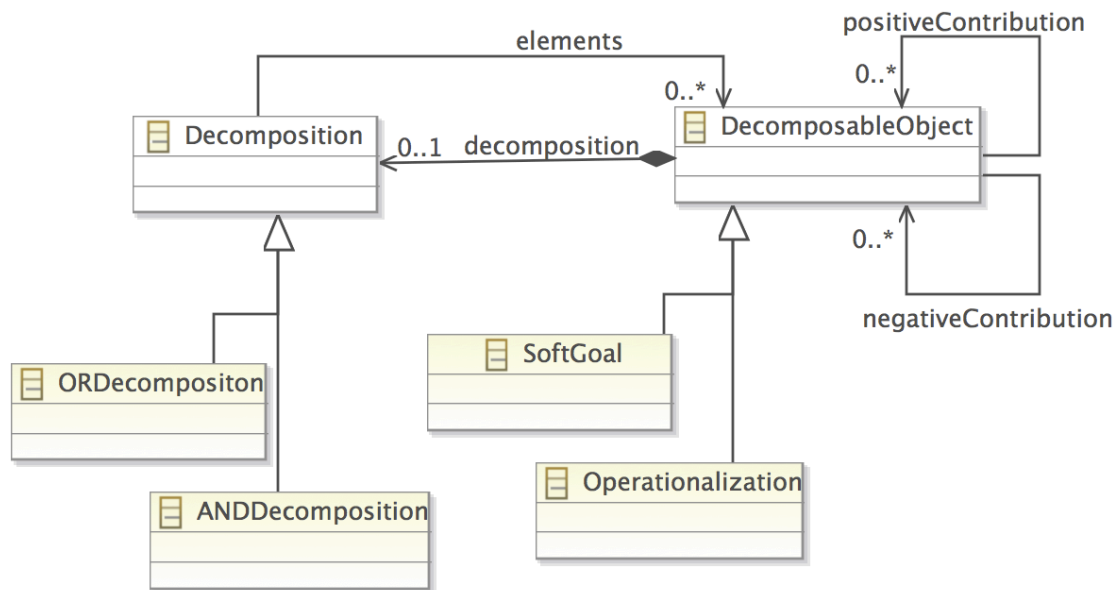 positiveContribution
elements
0..*
0..*
Decomposition
DecomposableObject
0..1
decomposition
0..*
negativeContribution
SoftGoal
ORDecompositon
Operationalization
ANDDecomposition